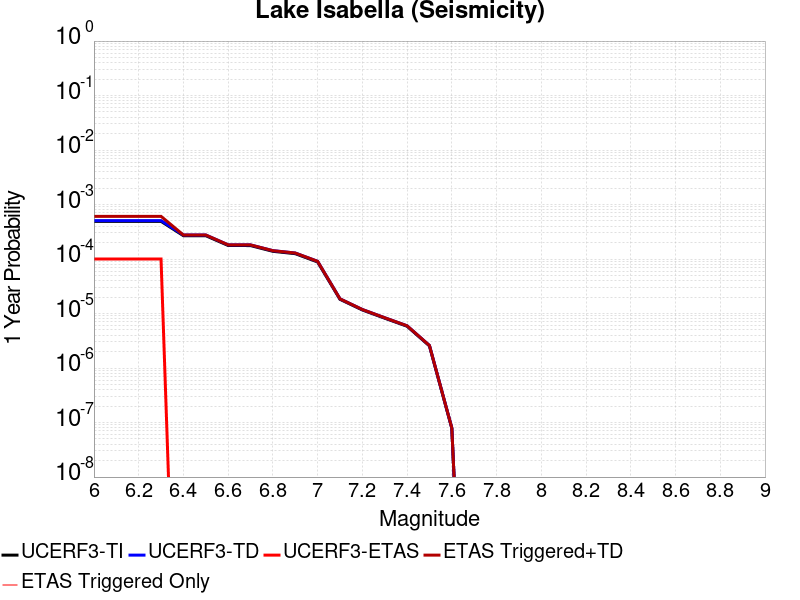 Lake Isabella (Seismicity)
1 Year Probability
10^0
10^-1
10^-2
10^-3
10^-4
10^-5
10^-6
10^-7
10^-8
6 6.2 6.4 6.6 6.8 7 7.2 7.4 7.6 7.8 8 8.2 8.4 8.6 8.8 9
Magnitude
UCERF3-TI UCERF3-TD UCERF3-ETAS ETAS Triggered+TD
ETAS Triggered Only